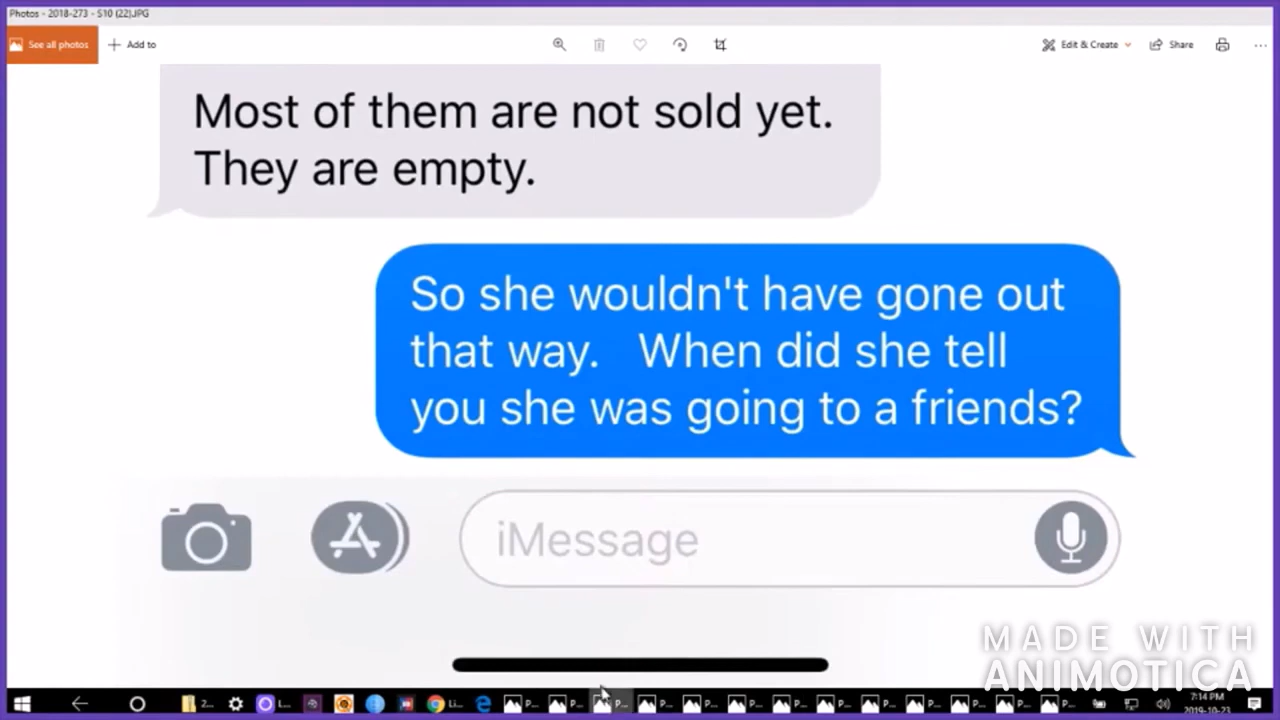 Photos - 2018-273 - S10 (22).JPG
See all photos
Add to
Edit & Create
Share
Most of them are not sold yet.
They are empty.
So she wouldn't have gone out
that way. When did she tell
you she was going to a friends?
iMessage
MADE WITH
ANIMOTICA
2...
L...
Li...
P...
P...
P...
P...
P...
P...
P...
P...
P...
P...
P...
P...
P...
7:14 PM
2019-10-23